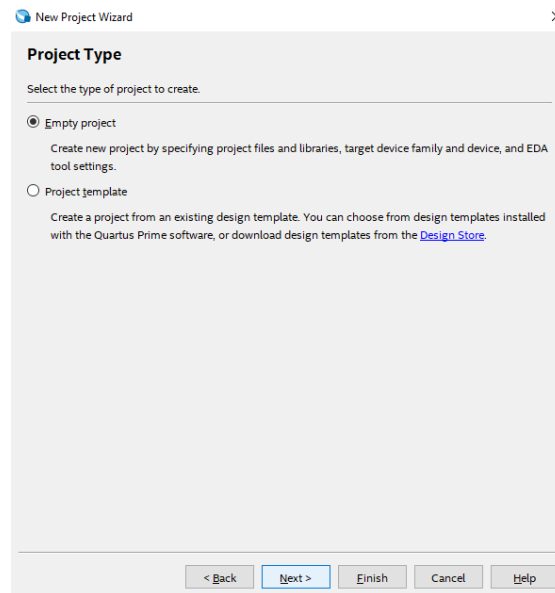 New Project Wizard
Project Type
Select the type of project to create.
Empty project
Create new project by specifying project files and libraries, target device family and device, and EDA
tool settings.
Project template
Create a project from an existing design template. You can choose from design templates installed
with the Quartus Prime software, or download design templates from the Design Store.
< Back Next > Finish Cancel Help